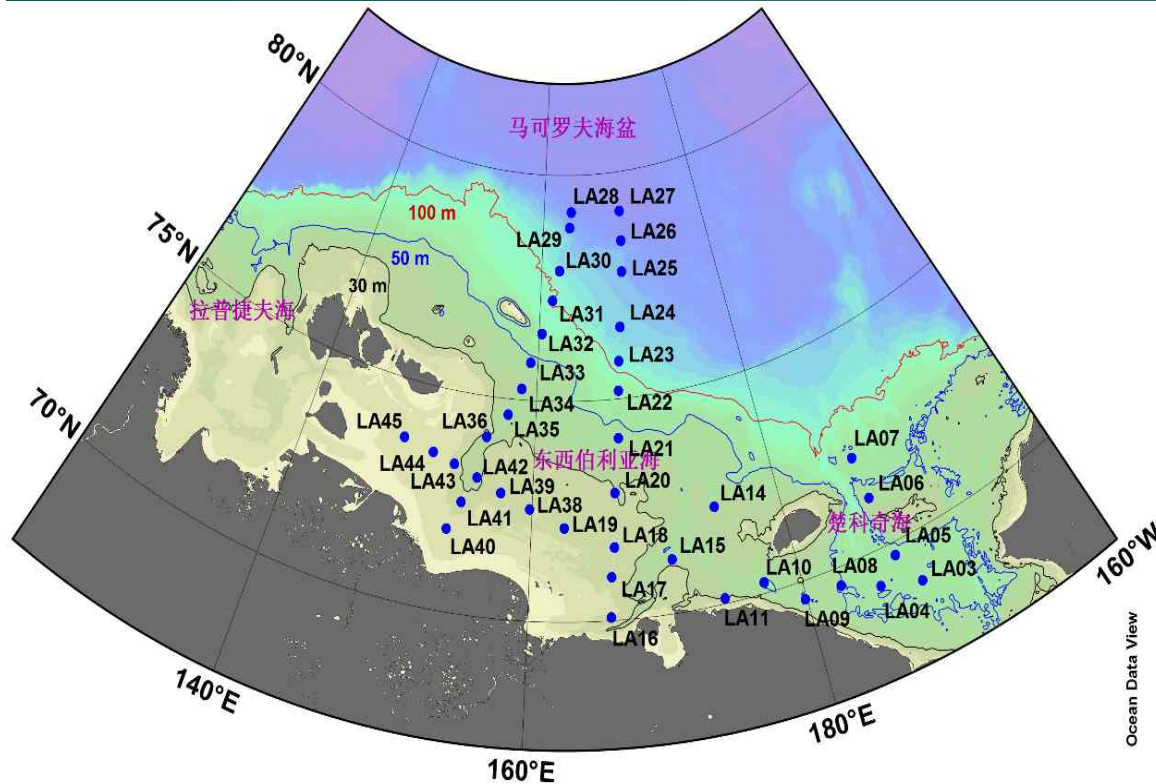 80°N
马可罗夫海盆
LA28
LA27
100 m
LA29
LA26
75°N
50 m
LA30
LA25
30 m
拉普捷夫海
LA31
LA24
LA32
LA23
LA33
LA22
70°N
LA34
LA45
LA36
LA35
LA21
LA07
LA44
东西伯利亚海
LA43
LA42
LA39
LA20
LA14
LA06
LA41
LA38
楚科奇海
LA40
LA19
LA18
LA15
LA05
LA10
LA08
LA03
160°W
LA17
LA11
LA09
LA04
LA16
140°E
180°E
160°E
Ocean Data View